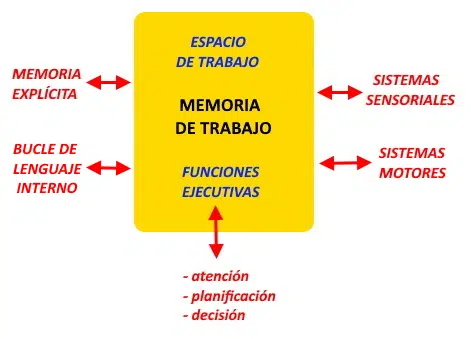 ESPACIO
DE TRABAJO
MEMORIA
EXPLÍCITA
MEMORIA
DE TRABAJO
SISTEMAS
SENSORIALES
BUCLE DE
LENGUAJE
INTERNO
FUNCIONES
EJECUTIVAS
SISTEMAS
MOTORES
- atención
- planificación
- decisión